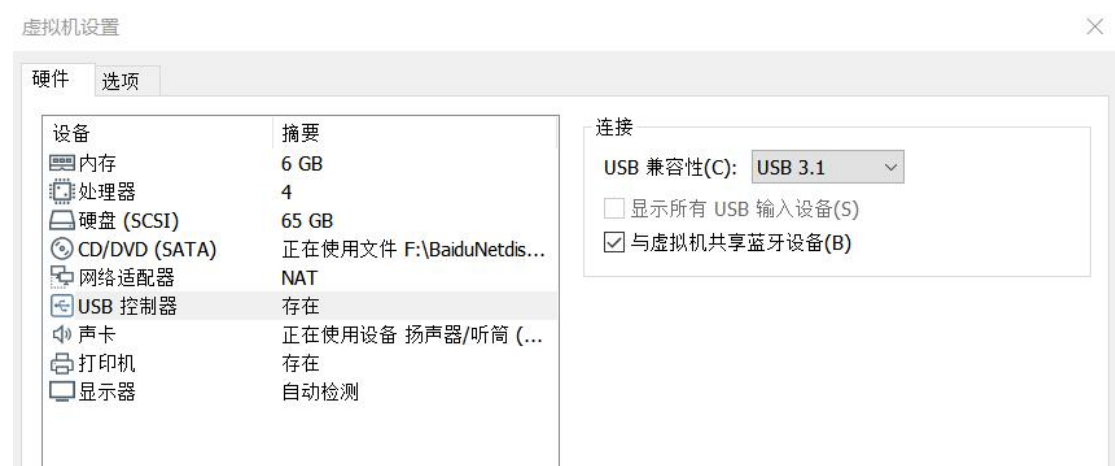 虚拟机设置
硬件
选项
设备 摘要
内存 6 GB
处理器 4
硬盘 (SCSI) 65 GB
CD/DVD (SATA) 正在使用文件 F:\BaiduNetdis...
网络适配器 NAT
USB 控制器 存在
声卡 正在使用设备 扬声器/听筒 (...
打印机 存在
显示器 自动检测
连接
USB 兼容性(C): USB 3.1
显示所有 USB 输入设备(S)
与虚拟机共享蓝牙设备(B)